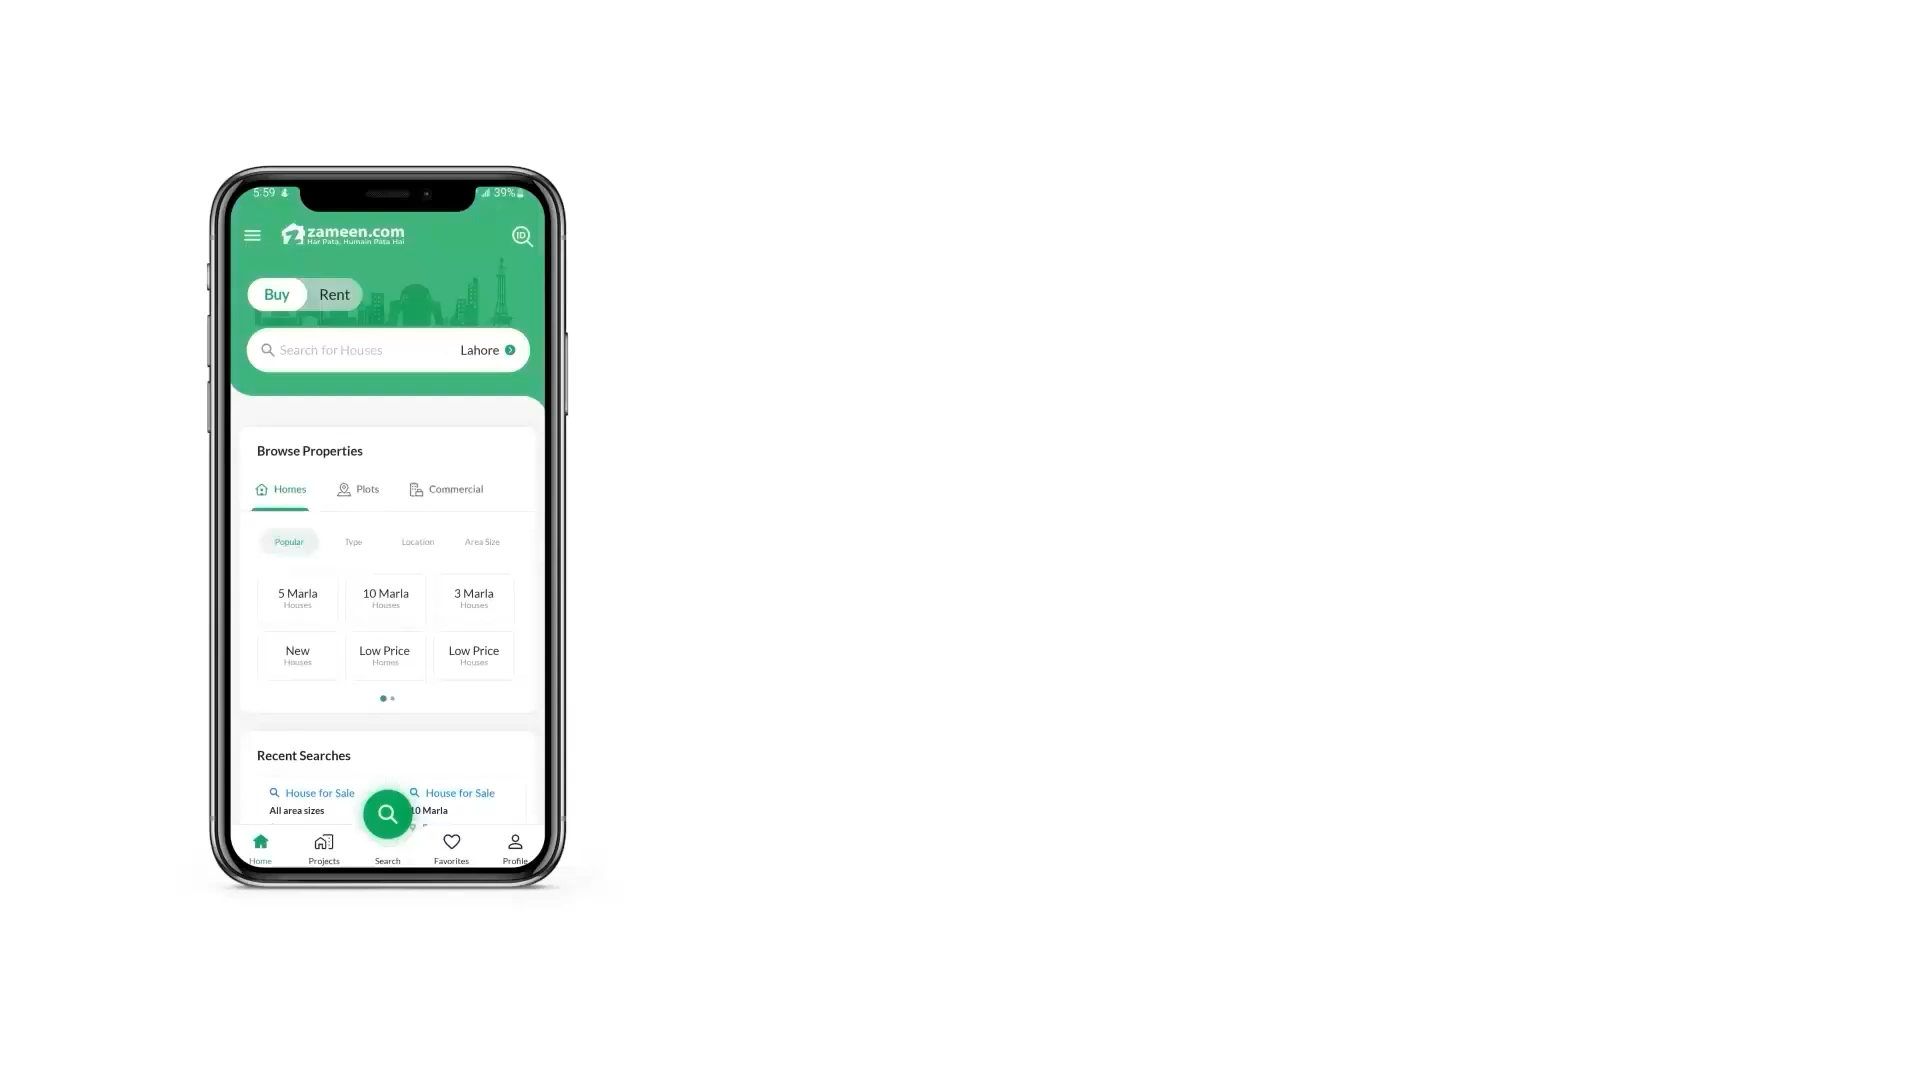 5:59 39%
zameen.com
Har Pata, Humain Pata Hai
ID
Buy Rent
Search for Houses Lahore
Browse Properties
Homes Plots Commercial
Popular Type Location Area Size
5 Marla 10 Marla 3 Marla
Houses Houses Houses
New Low Price Low Price
Houses Homes Houses
Recent Searches
House for Sale House for Sale
All area sizes 10 Marla
Home Projects Search Favorites Profile